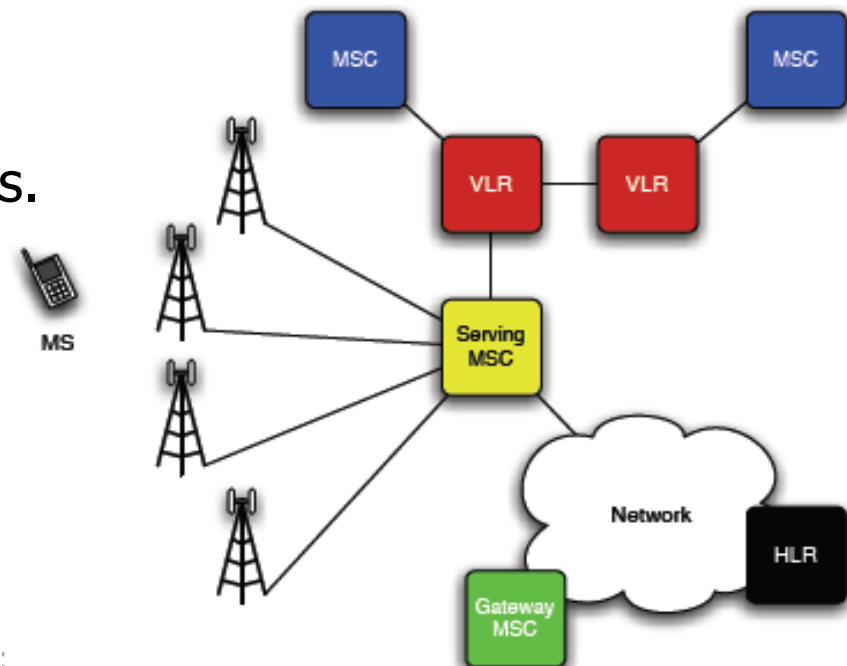 MSC
MSC
s.
VLR
VLR
MS
Serving
MSC
Network
HLR
Gateway
MSC